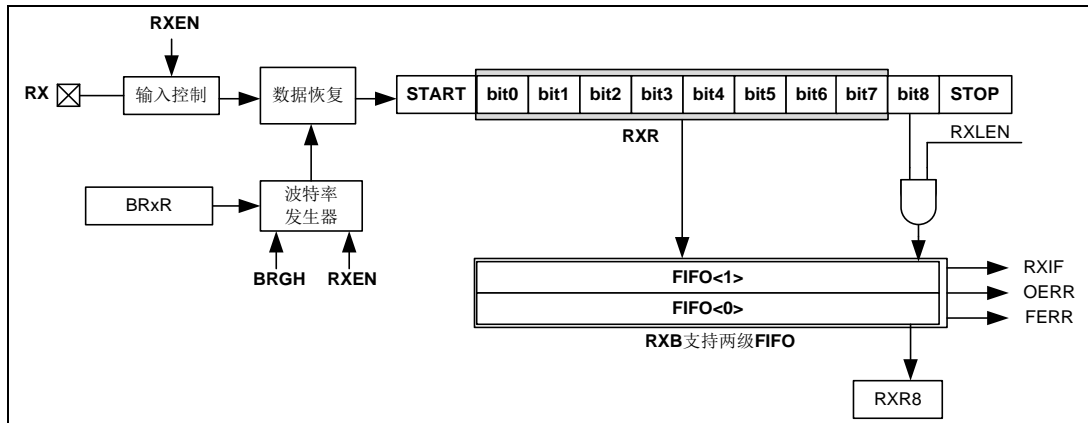 RXEN
RX
输入控制
数据恢复
START bit0 bit1 bit2 bit3 bit4 bit5 bit6 bit7 bit8 STOP
RXR
RXLEN
BRxR
波特率
发生器
BRGH RXEN
FIFO<1>
FIFO<0>
RXIF
OERR
FERR
RXB支持两级FIFO
RXR8